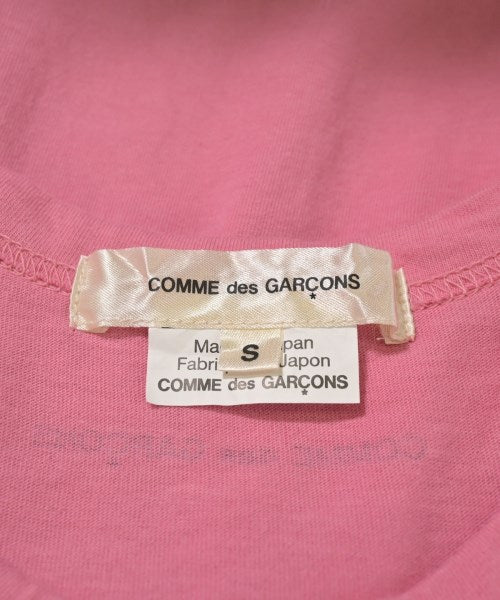 COMME des GARÇONS
S
Ma pan
Fabri Japon
COMME des GARÇONS